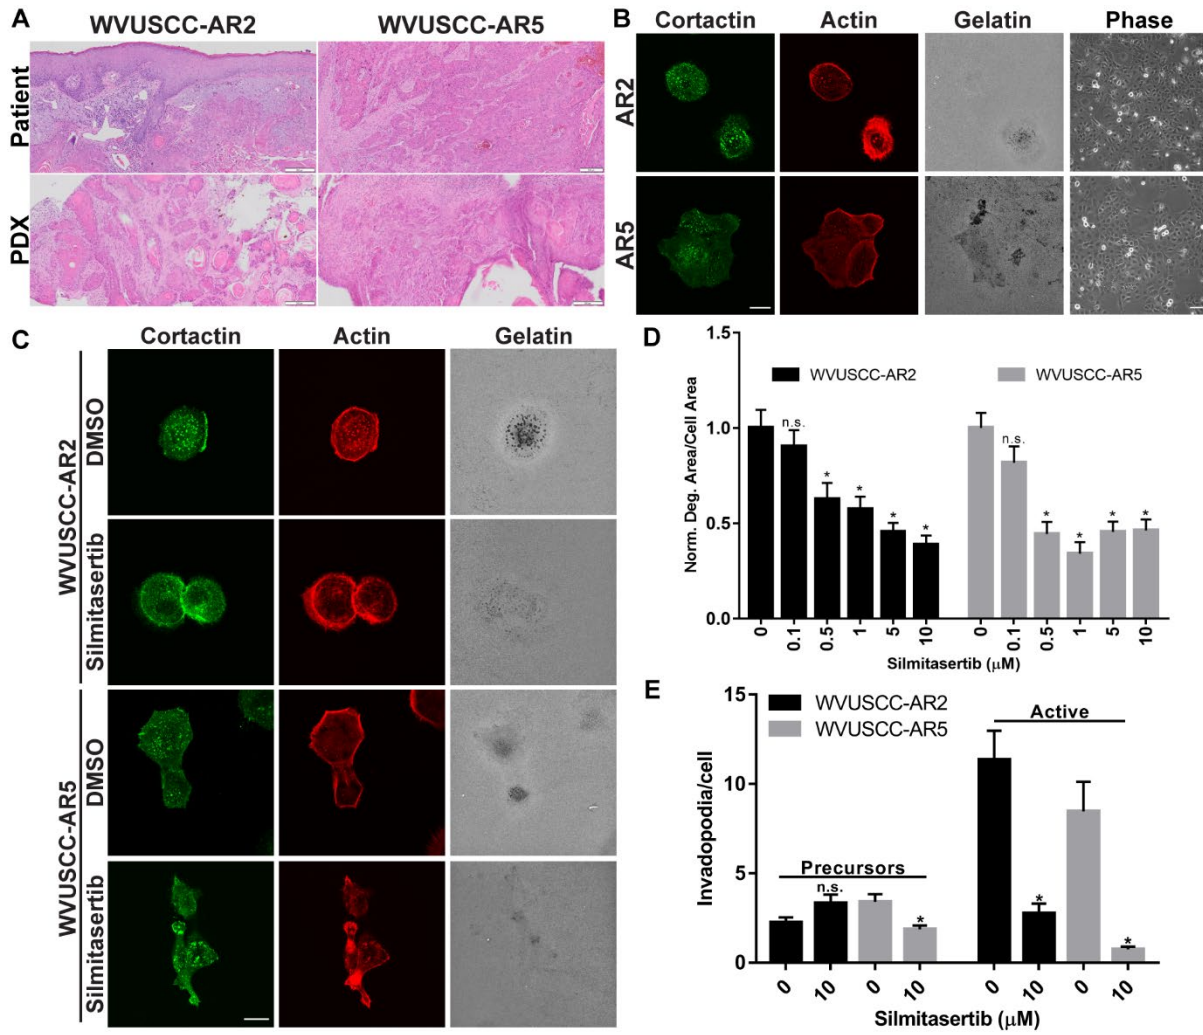 A
WVUSCC-AR2
WVUSCC-AR5
Patient
PDX
B
Cortactin
Actin
Gelatin
Phase
AR2
AR5
C
Cortactin
Actin
Gelatin
WVUSCC-AR2
DMSO
Silmitasertib
WVUSCC-AR5
DMSO
Silmitasertib
D
1.5
1.0
0.5
0.0
Norm. Deg. Area/Cell Area
WVUSCC-AR2
WVUSCC-AR5
n.s.
*
*
*
*
n.s.
*
*
*
*
0 0.1 0.5 1 5 10 0 0.1 0.5 1 5 10
Silmitasertib (μM)
E
15
10
5
0
Invadopodia/cell
WVUSCC-AR2
WVUSCC-AR5
Active
Precursors
n.s.
*
*
*
0 10 0 10 0 10 0 10
Silmitasertib (μM)